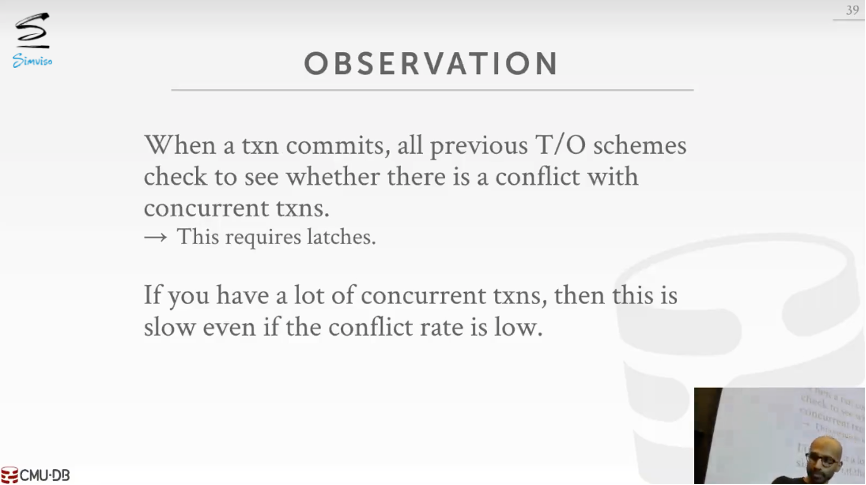 39
Simviso
OBSERVATION
When a txn commits, all previous T/O schemes
check to see whether there is a conflict with
concurrent txns.
→ This requires latches.
If you have a lot of concurrent txns, then this is
slow even if the conflict rate is low.
CMU·DB